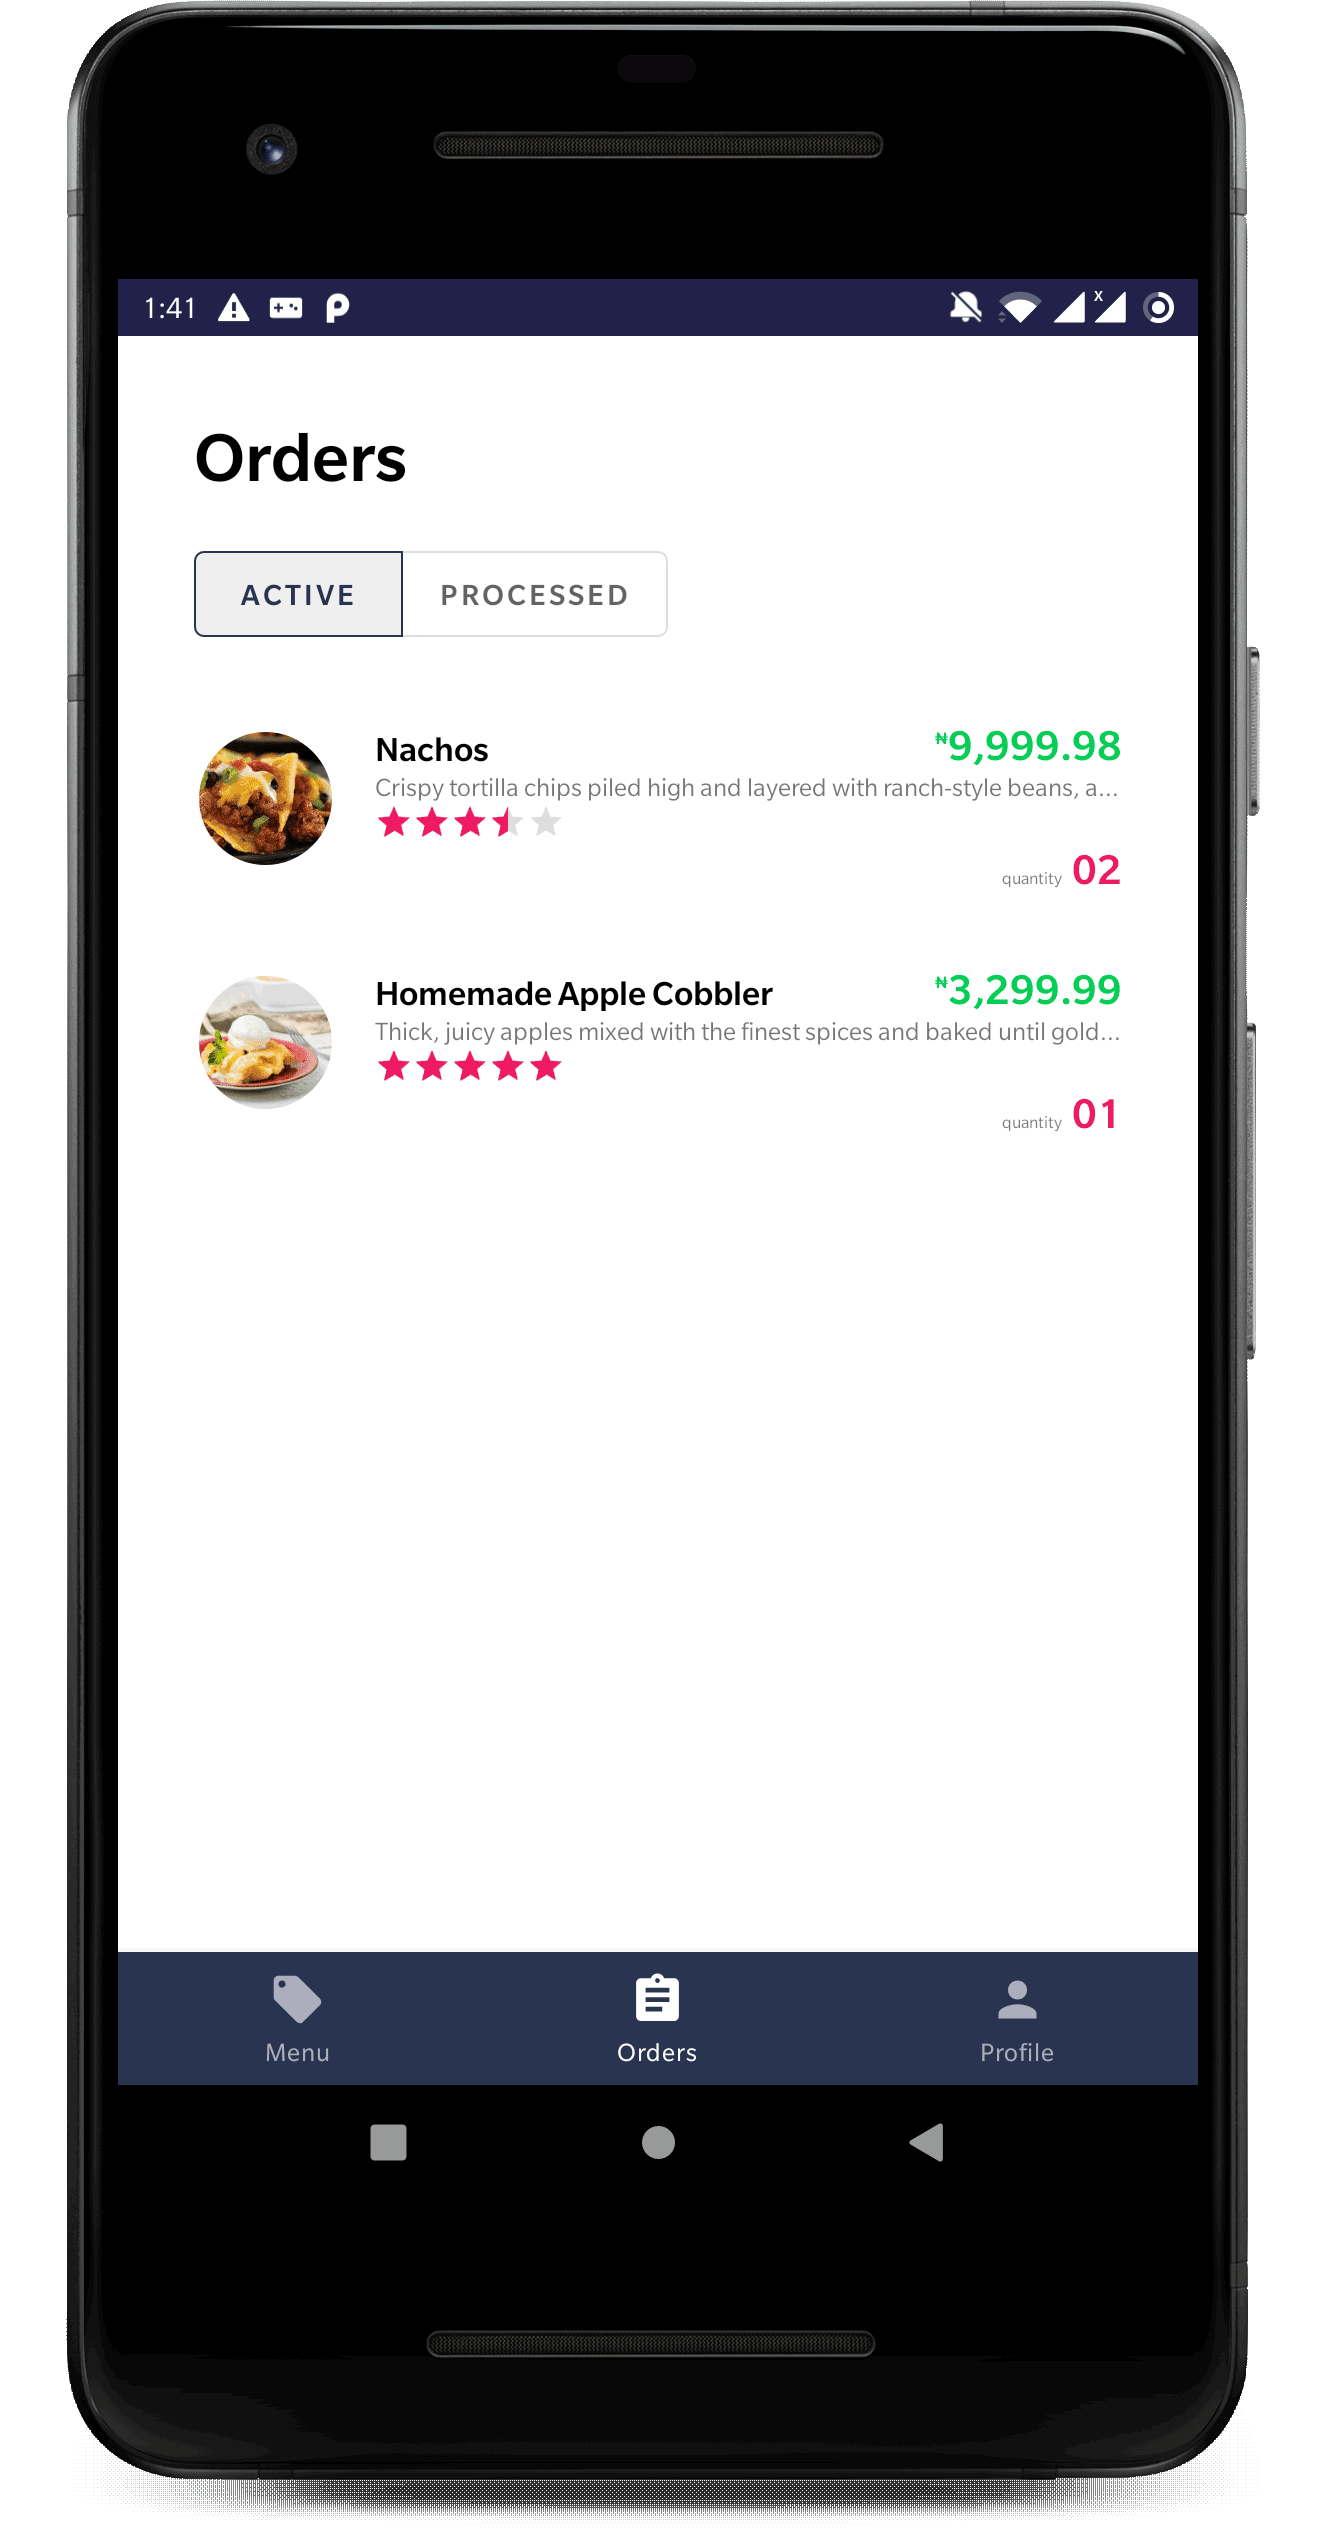 1:41
x
Orders
ACTIVE PROCESSED
Nachos ₦9,999.98
Crispy tortilla chips piled high and layered with ranch-style beans, a...
quantity 02
Homemade Apple Cobbler ₦3,299.99
Thick, juicy apples mixed with the finest spices and baked until gold...
quantity 01
Menu Orders Profile